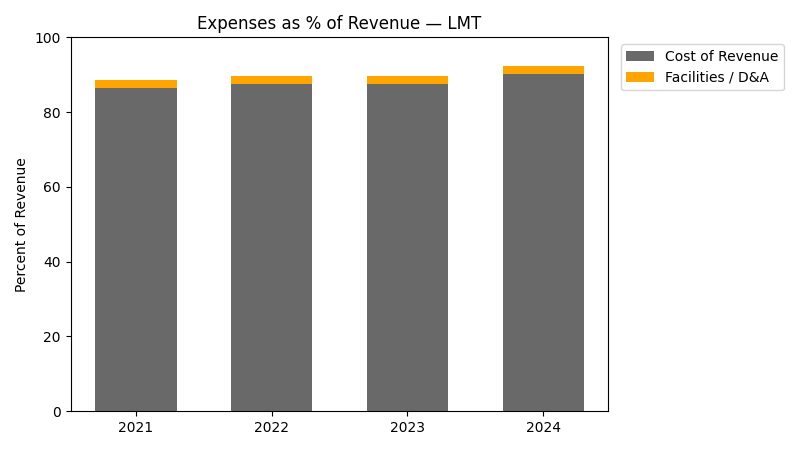 Expenses as % of Revenue — LMT
Cost of Revenue
Facilities / D&A
Percent of Revenue
100
80
60
40
20
0
2021
2022
2023
2024